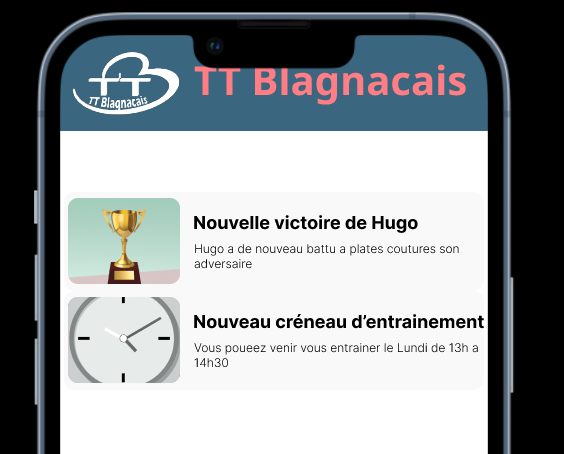 TT Blagnacais
TT
TT Blagnacais
Nouvelle victoire de Hugo
Hugo a de nouveau battu a plates coutures son
adversaire
Nouveau créneau d’entrainement
Vous poueez venir vous entrainer le Lundi de 13h a
14h30